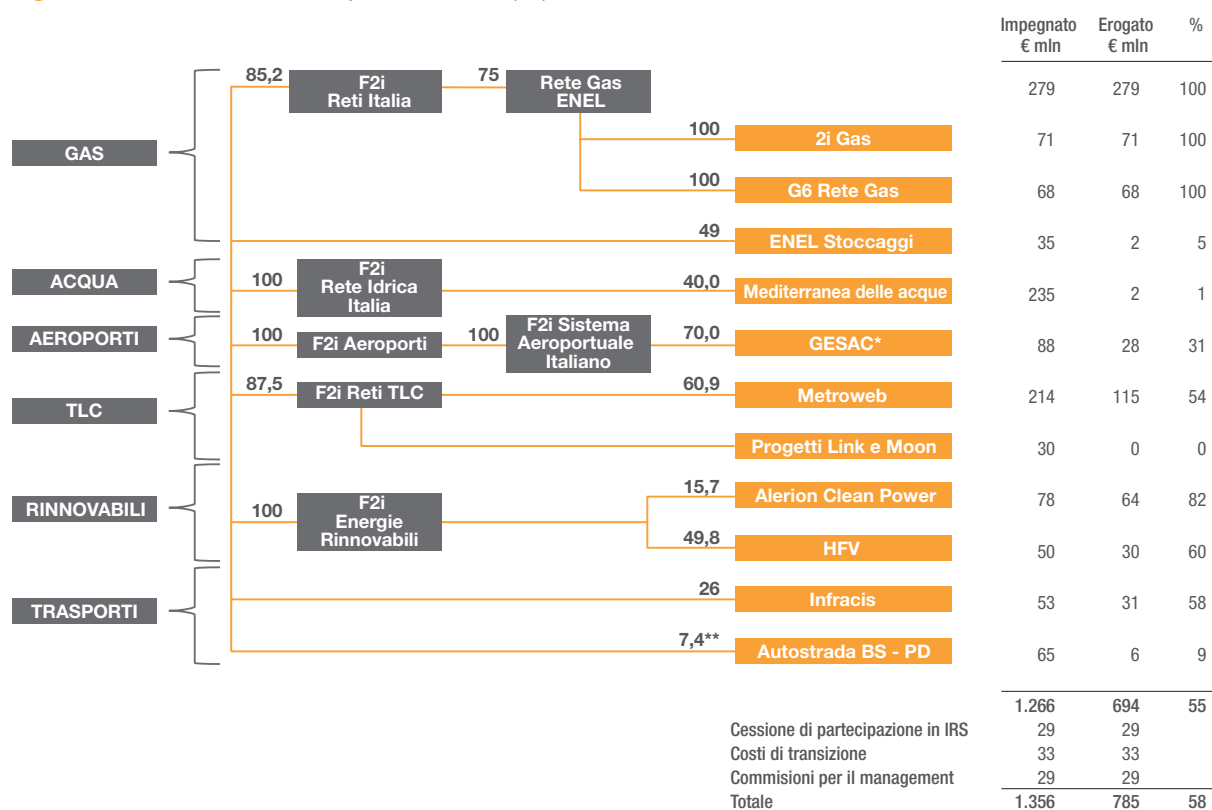 Impegnato Erogato %
€ mln € mln
85,2 F2i 75 Rete Gas 279 279 100
Reti Italia ENEL
GAS 100 2i Gas 71 71 100
100 G6 Rete Gas 68 68 100
49 ENEL Stoccaggi 35 2 5
ACQUA 100 F2i 40,0 Mediterranea delle acque 235 2 1
Rete Idrica
Italia
AEROPORTI 100 F2i Aeroporti 100 F2i Sistema 70,0 GESAC* 88 28 31
Aeroportuale
Italiano
TLC 87,5 F2i Reti TLC 60,9 Metroweb 214 115 54
Progetti Link e Moon 30 0 0
RINNOVABILI 100 F2i 15,7 Alerion Clean Power 78 64 82
Energie
Rinnovabili
49,8 HFV 50 30 60
TRASPORTI 26 Infracis 53 31 58
7,4** Autostrada BS - PD 65 6 9
1.266 694 55
Cessione di partecipazione in IRS 29 29
Costi di transizione 33 33
Commisioni per il management 29 29
Totale 1.356 785 58